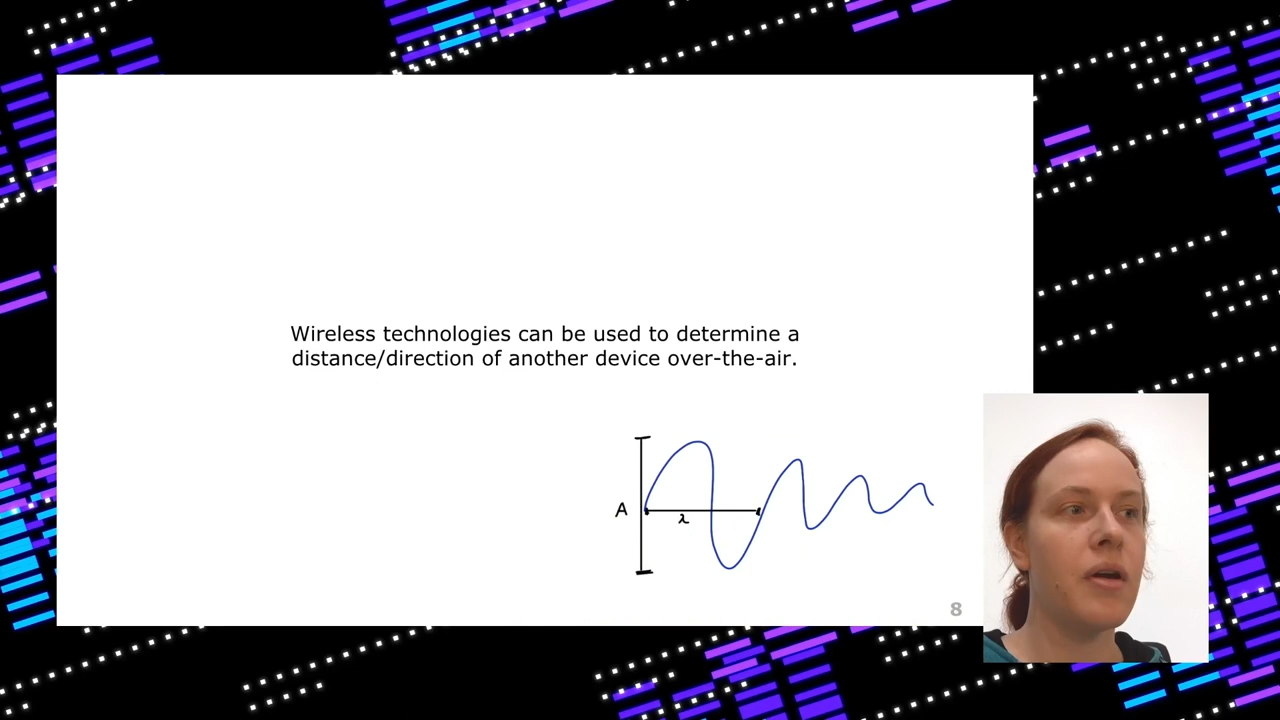 Wireless technologies can be used to determine a
distance/direction of another device over-the-air.
A
λ
8